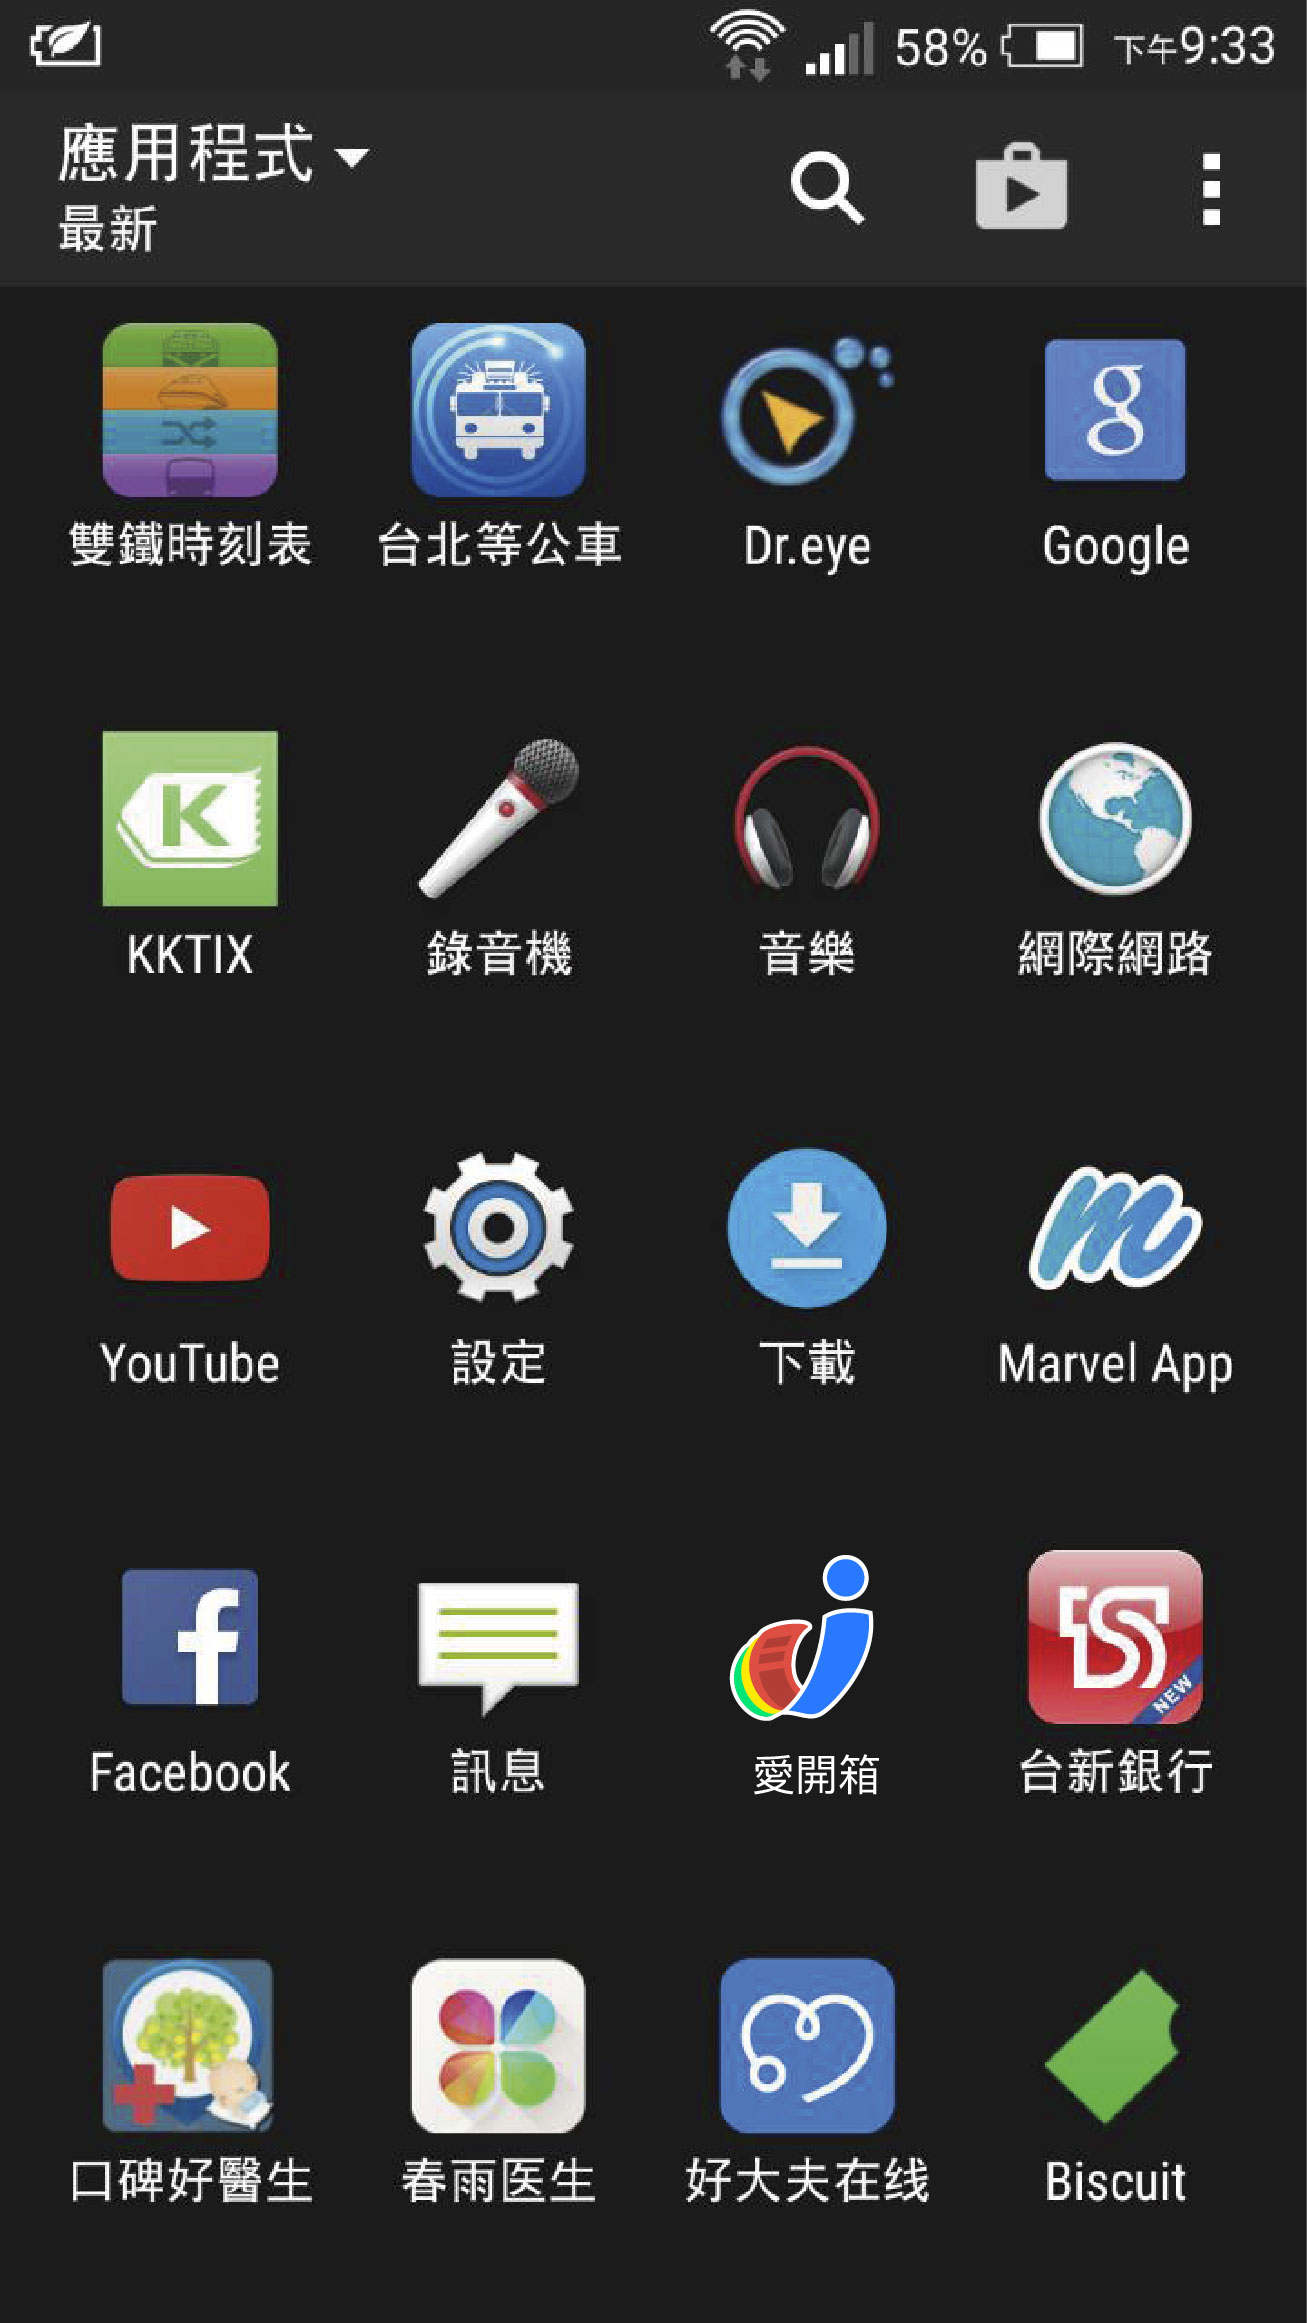 58% 下午9:33
應用程式
最新
雙鐵時刻表 台北等公車 Dr.eye Google
KKTIX 錄音機 音樂 網際網路
YouTube 設定 下載 Marvel App
NEW
Facebook 訊息 愛開箱 台新銀行
口碑好醫生 春雨医生 好大夫在线 Biscuit